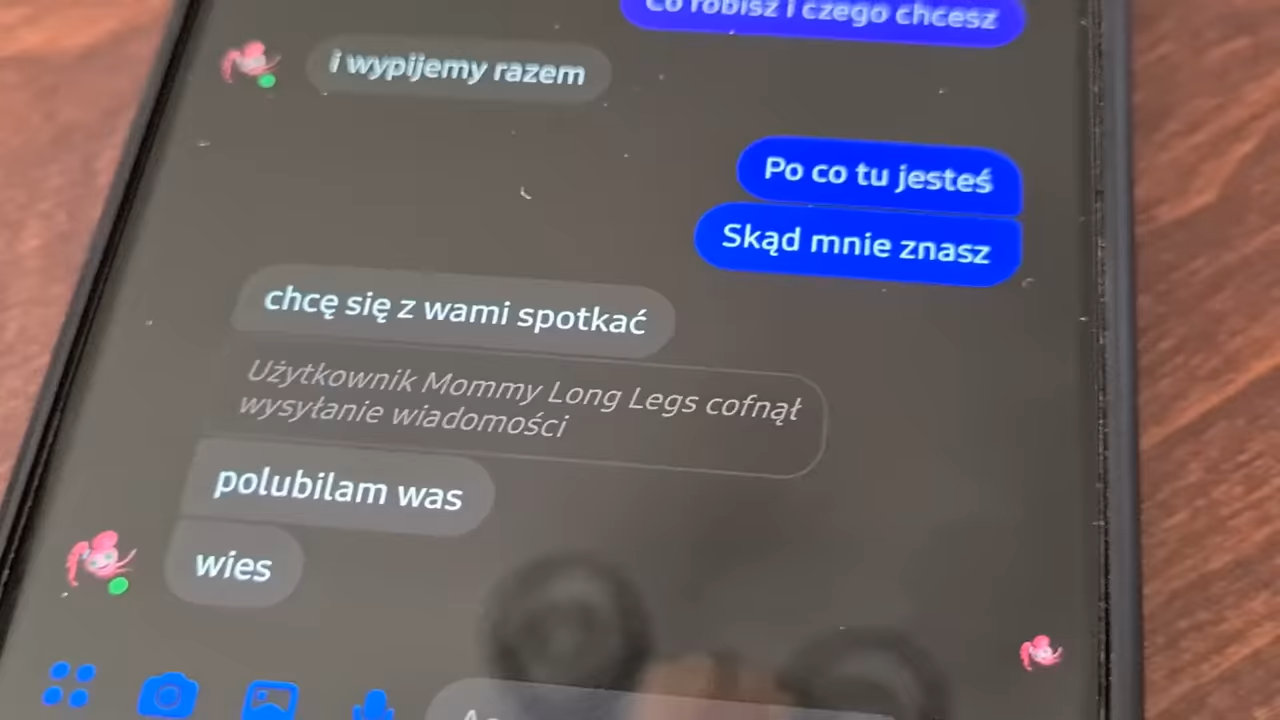 Co robisz i czego chcesz
i wypijemy razem
Po co tu jesteś
Skąd mnie znasz
chcę się z wami spotkać
Użytkownik Mommy Long Legs cofnął
wysyłanie wiadomości
polubilam was
wies